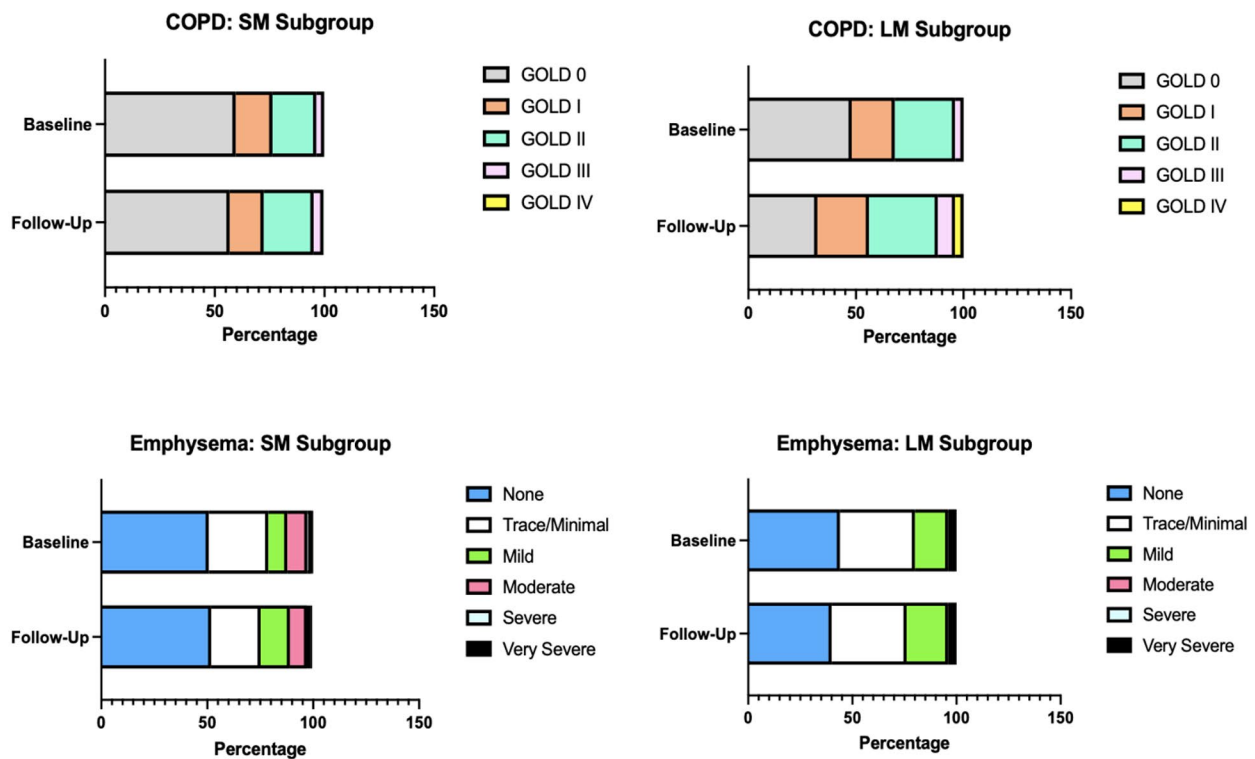 COPD: SM Subgroup
Baseline
Follow-Up
0 50 100 150
Percentage
GOLD 0
GOLD I
GOLD II
GOLD III
GOLD IV
COPD: LM Subgroup
Baseline
Follow-Up
0 50 100 150
Percentage
GOLD 0
GOLD I
GOLD II
GOLD III
GOLD IV
Emphysema: SM Subgroup
Baseline
Follow-Up
0 50 100 150
Percentage
None
Trace/Minimal
Mild
Moderate
Severe
Very Severe
Emphysema: LM Subgroup
Baseline
Follow-Up
0 50 100 150
Percentage
None
Trace/Minimal
Mild
Moderate
Severe
Very Severe